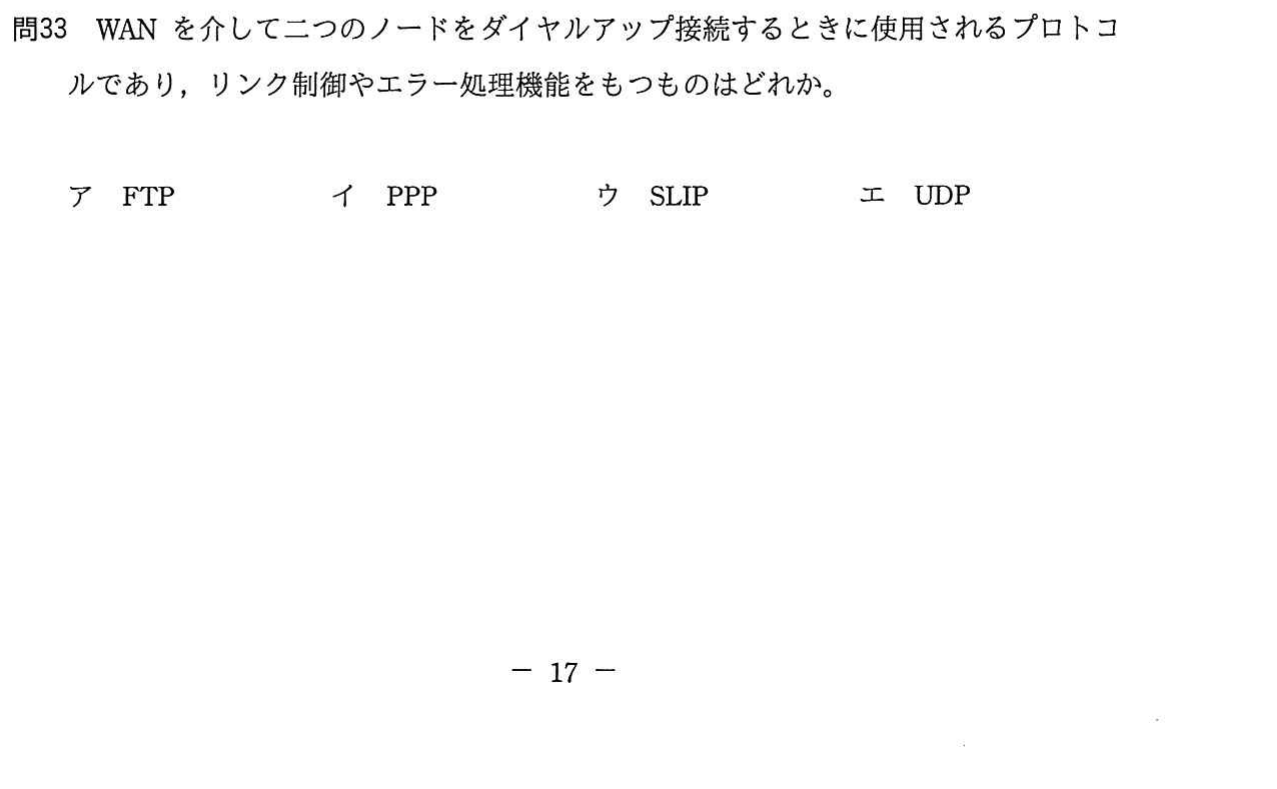 問33 WAN を介して二つのノードをダイヤルアップ接続するときに使用されるプロトコ
ルであり，リンク制御やエラー処理機能をもつものはどれか。
ア FTP イ PPP ウ SLIP エ UDP
－ 17 －